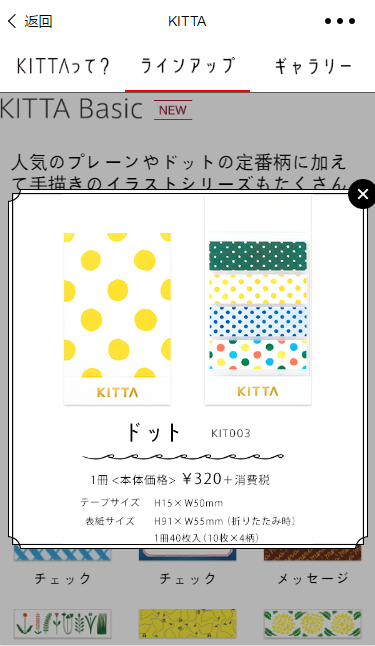 返回
KITTA
KITTAって？
ラインアップ
ギャラリー
KITTA Basic NEW
人気のプレーンやドットの定番柄に加え
て手描きのイラストシリーズもたくさん
KITTA
KITTA
ドット KIT003
1冊 <本体価格> ¥320+消費税
テープサイズ H15×W50mm
表紙サイズ H91×W55mm (折りたたみ時)
1冊40枚入 (10枚×4柄)
チェック
チェック
メッセージ